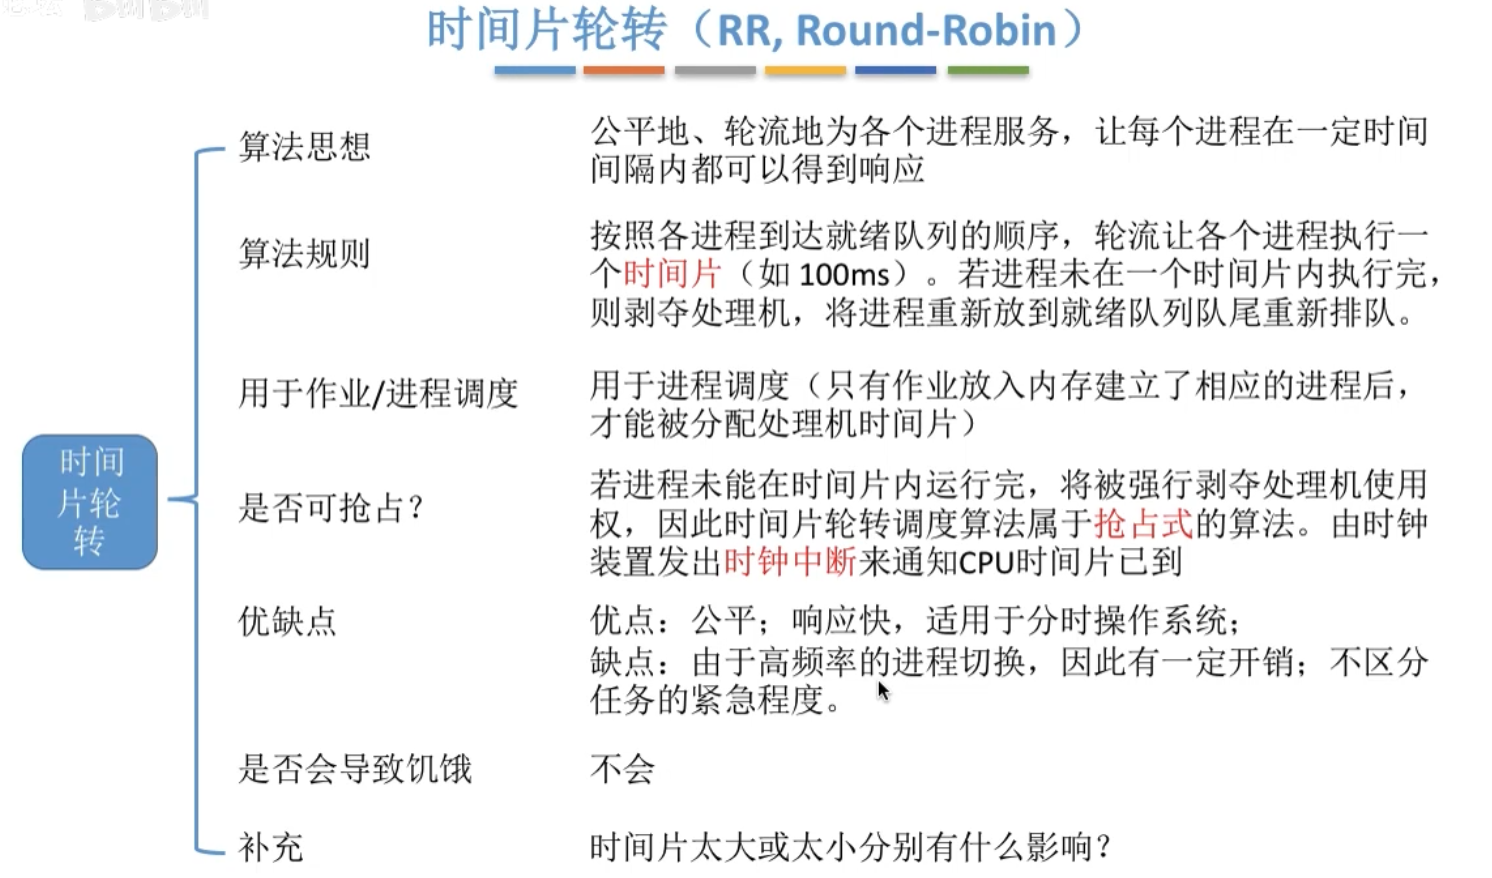 时间片轮转（RR, Round-Robin）
算法思想
公平地、轮流地为各个进程服务，让每个进程在一定时间
间隔内都可以得到响应
算法规则
按照各进程到达就绪队列的顺序，轮流让各个进程执行一
个时间片（如 100ms）。若进程未在一个时间片内执行完，
则剥夺处理机，将进程重新放到就绪队列队尾重新排队。
用于作业/进程调度
用于进程调度（只有作业放入内存建立了相应的进程后，
才能被分配处理机时间片）
时间
片轮
转
是否可抢占？
若进程未能在时间片内运行完，将被强行剥夺处理机使用
权，因此时间片轮转调度算法属于抢占式的算法。由时钟
装置发出时钟中断来通知CPU时间片已到
优缺点
优点：公平；响应快，适用于分时操作系统；
缺点：由于高频率的进程切换，因此有一定开销；不区分
任务的紧急程度。
是否会导致饥饿
不会
补充
时间片太大或太小分别有什么影响？